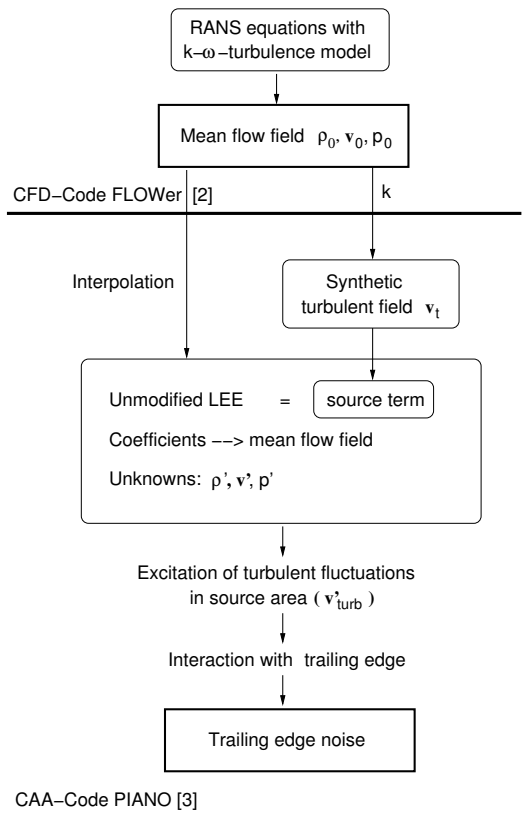 RANS equations with
k−ω−turbulence model
Mean flow field ρ₀, v₀, p₀
CFD−Code FLOWer [2]
k
Interpolation
Synthetic
turbulent field vₜ
Unmodified LEE = source term
Coefficients −−> mean flow field
Unknowns: ρ', v', p'
Excitation of turbulent fluctuations
in source area ( v'turb )
Interaction with trailing edge
Trailing edge noise
CAA−Code PIANO [3]